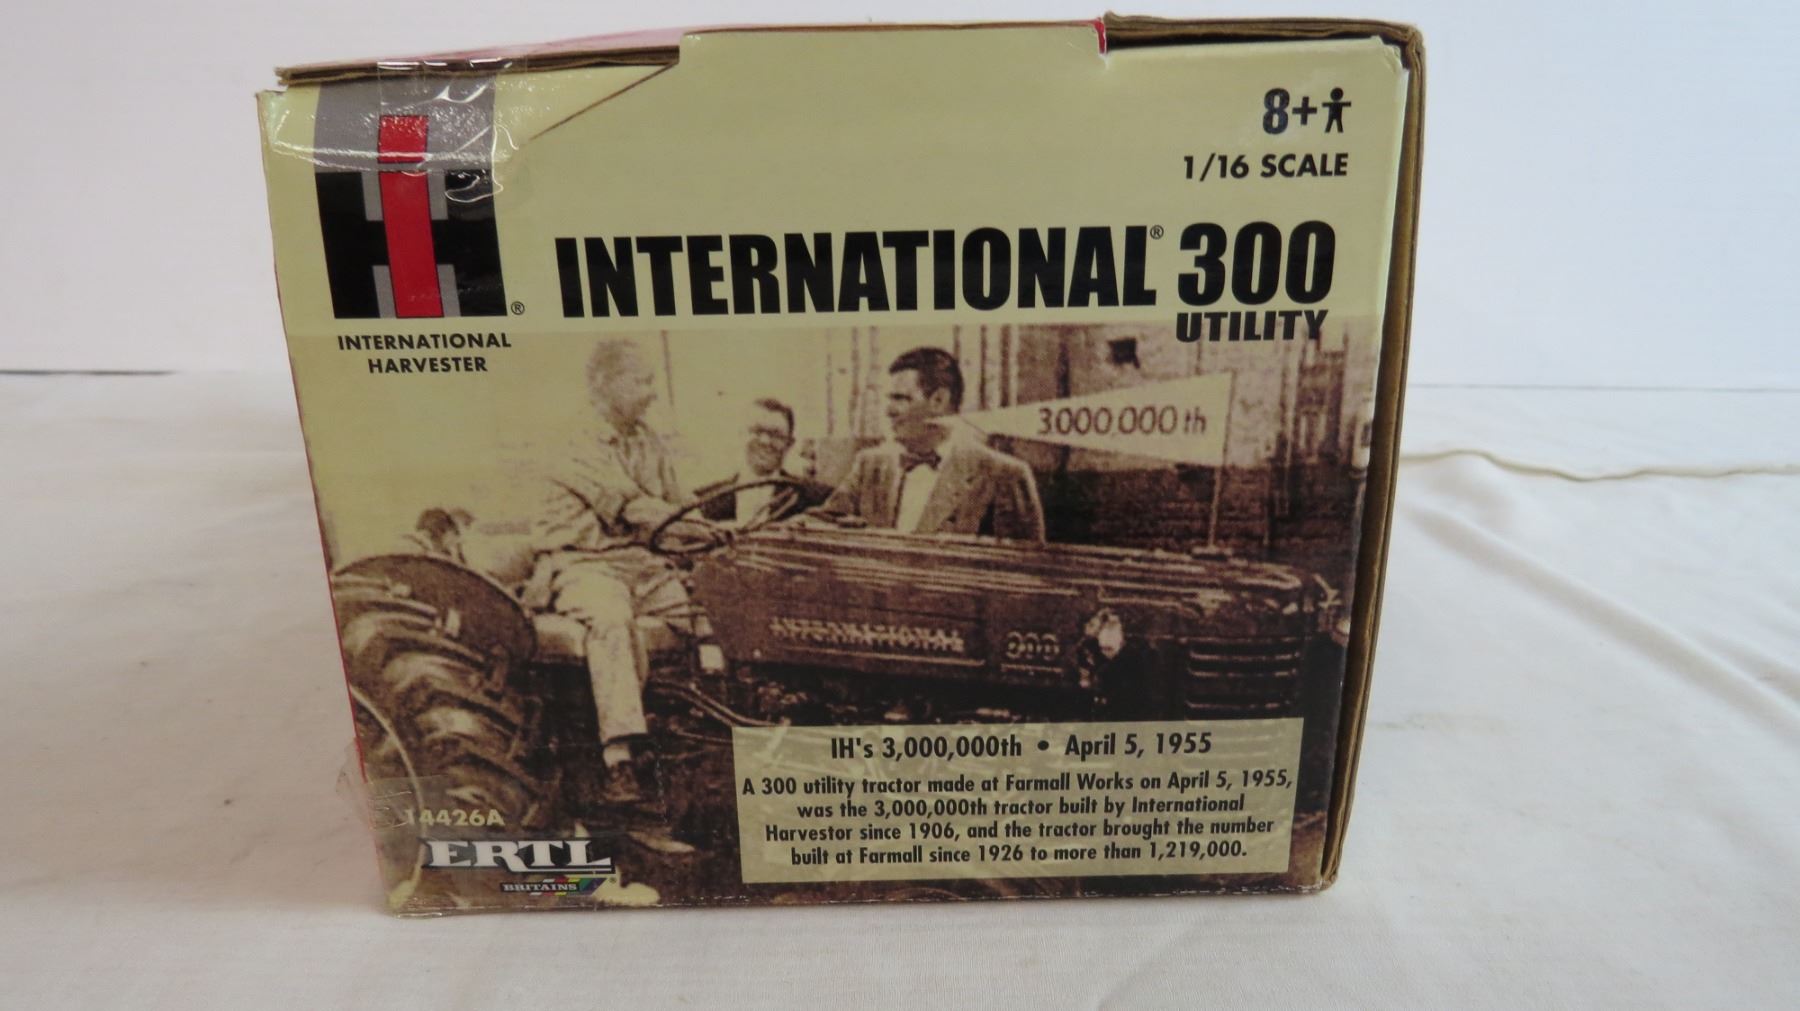 8+
1/16 SCALE
INTERNATIONAL® 300
UTILITY
®
INTERNATIONAL
HARVESTER
3000,000th
INTERNATIONAL 300
IH's 3,000,000th • April 5, 1955
A 300 utility tractor made at Farmall Works on April 5, 1955,
was the 3,000,000th tractor built by International
Harvestor since 1906, and the tractor brought the number
built at Farmall since 1926 to more than 1,219,000.
14426A
ERTL
BRITAINS®